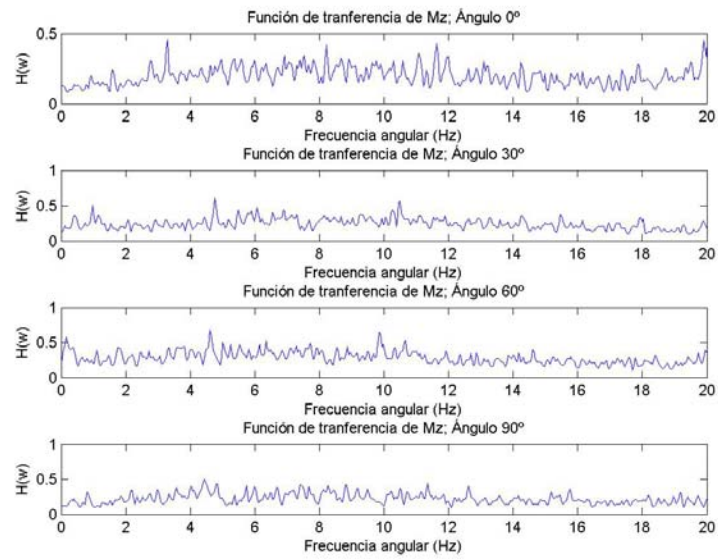 Función de tranferencia de Mz; Ángulo 0º
0.5
H(w)
0
0 2 4 6 8 10 12 14 16 18 20
Frecuencia angular (Hz)
Función de tranferencia de Mz; Ángulo 30º
1
0.5
H(w)
0
0 2 4 6 8 10 12 14 16 18 20
Frecuencia angular (Hz)
Función de tranferencia de Mz; Ángulo 60º
1
0.5
H(w)
0
0 2 4 6 8 10 12 14 16 18 20
Frecuencia angular (Hz)
Función de tranferencia de Mz; Ángulo 90º
1
0.5
H(w)
0
0 2 4 6 8 10 12 14 16 18 20
Frecuencia angular (Hz)